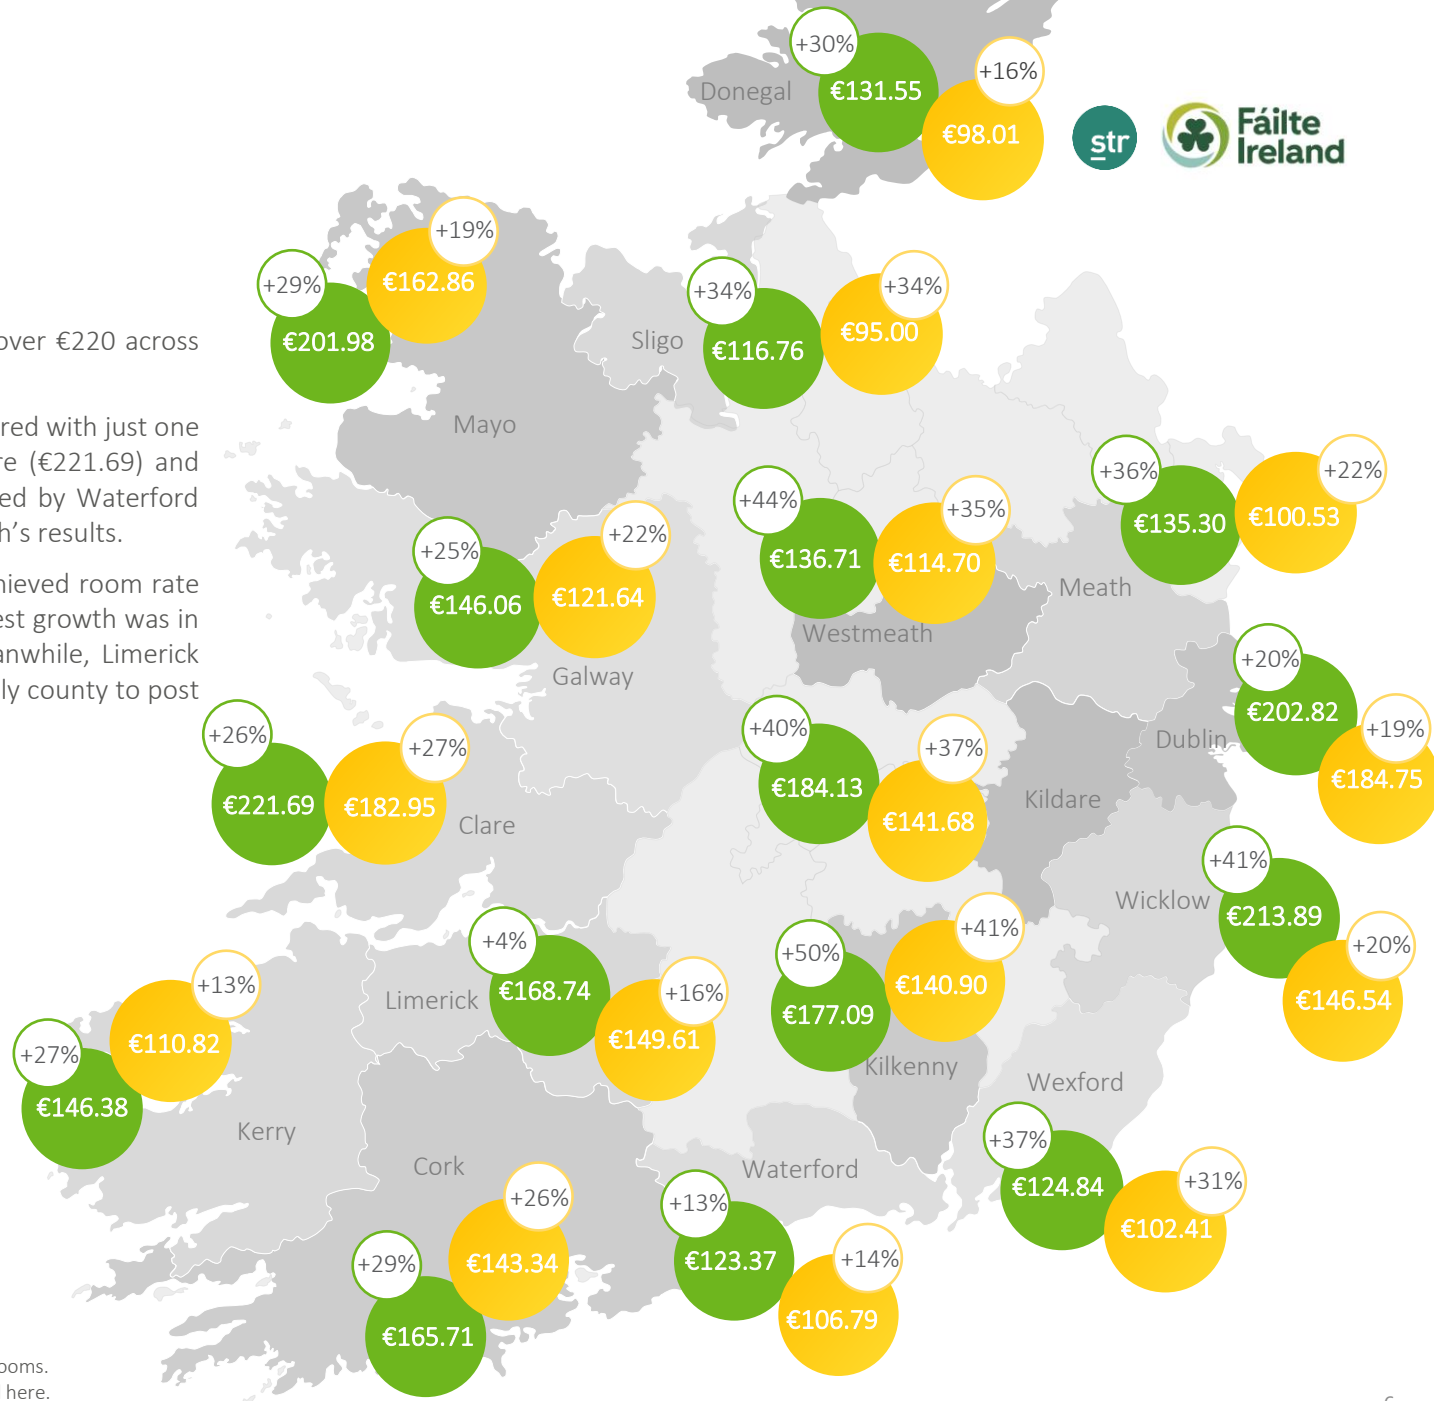 +30%
€131.55
Donegal
+16%
€98.01
str
Fáilte
Ireland
+19%
€162.86
+29%
€201.98
Mayo
+34%
€116.76
Sligo
+34%
€95.00
over €220 across
red with just one
re (€221.69) and
ed by Waterford
h’s results.
hieved room rate
est growth was in
anwhile, Limerick
ly county to post
+36%
€135.30
+22%
€100.53
Meath
+44%
€136.71
+35%
€114.70
Westmeath
+25%
€146.06
+22%
€121.64
Galway
+20%
€202.82
+19%
€184.75
Dublin
+26%
€221.69
+27%
€182.95
Clare
+40%
€184.13
+37%
€141.68
Kildare
+41%
€213.89
+20%
€146.54
Wicklow
+4%
€168.74
+16%
€149.61
Limerick
+50%
€177.09
+41%
€140.90
Kilkenny
+13%
€110.82
+27%
€146.38
Kerry
Wexford
+37%
€124.84
+31%
€102.41
Cork
+26%
€143.34
+29%
€165.71
Waterford
+13%
€123.37
+14%
€106.79
ooms.
here.